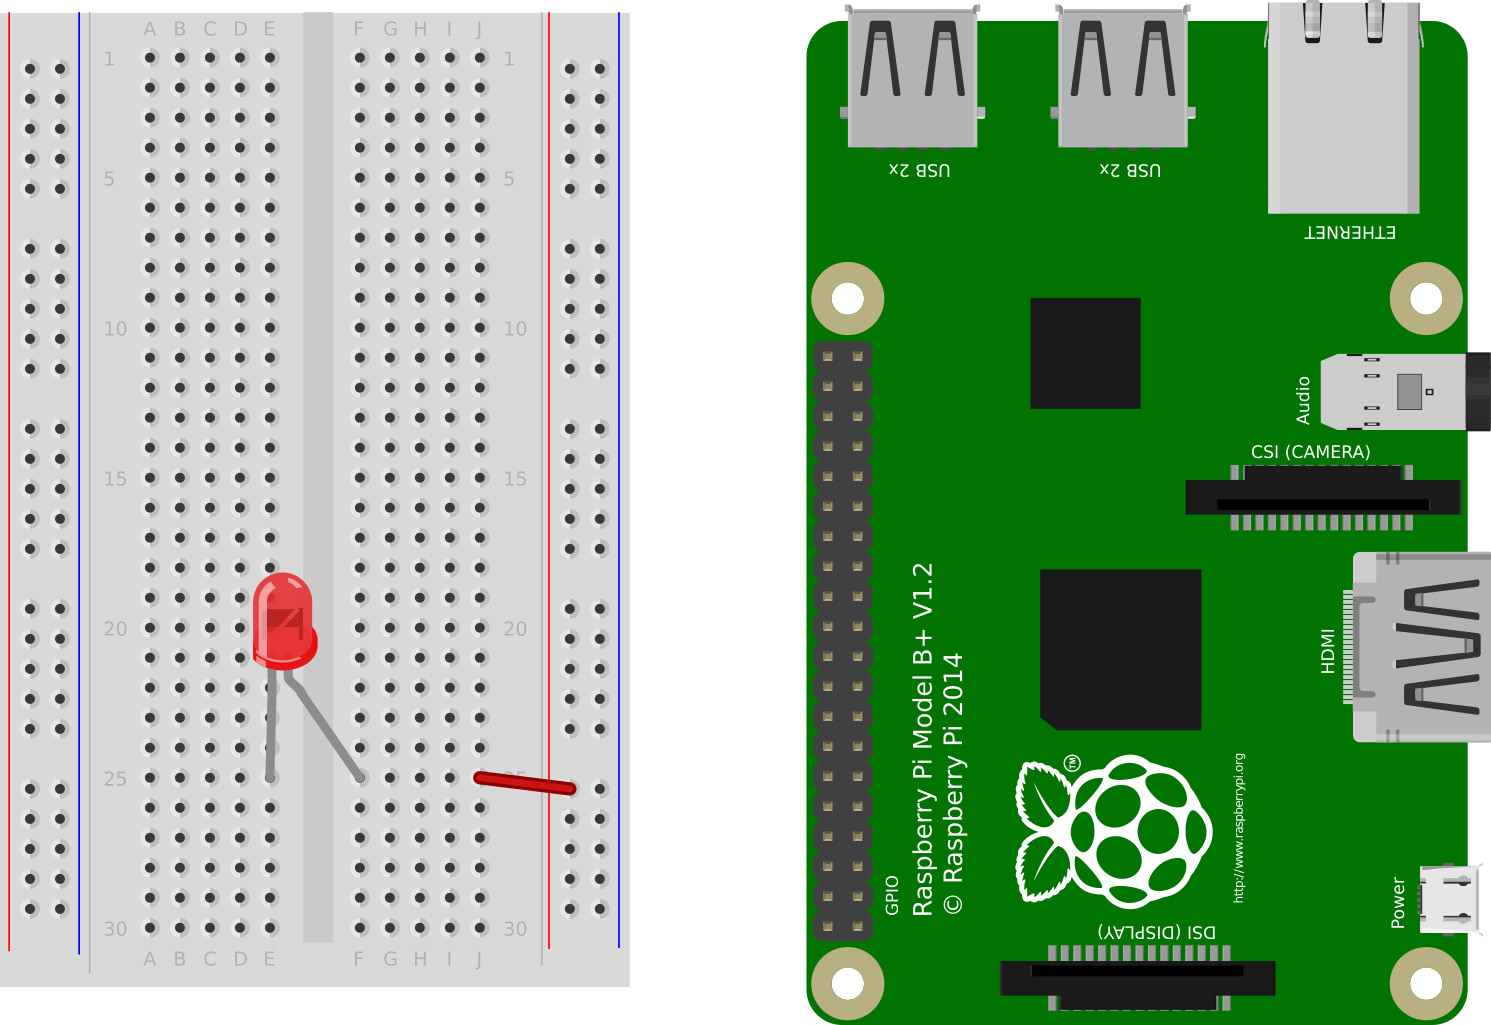 A B C D E F G H I J
1 1
5 5
10 10
15 15
20 20
25
30 30
A B C D E F G H I J
USB 2x
USB 2x
ETHERNET
Audio
CSI (CAMERA)
HDMI
Raspberry Pi Model B+ V1.2
© Raspberry Pi 2014
GPIO
TM
http://www.raspberrypi.org
Power
DSI (DISPLAY)